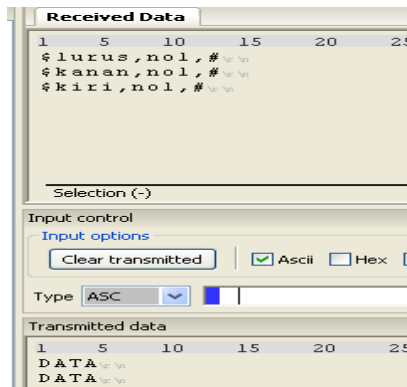 Received Data
1 5 10 15 20 25
$lurus,nol,#\r\n
$kanan,nol,#\r\n
$kiri,nol,#\r\n
Selection (-)
Input control
Input options
Clear transmitted Ascii Hex
Type ASC
Transmitted data
1 5 10 15 20 25
DATA\r\n
DATA\r\n